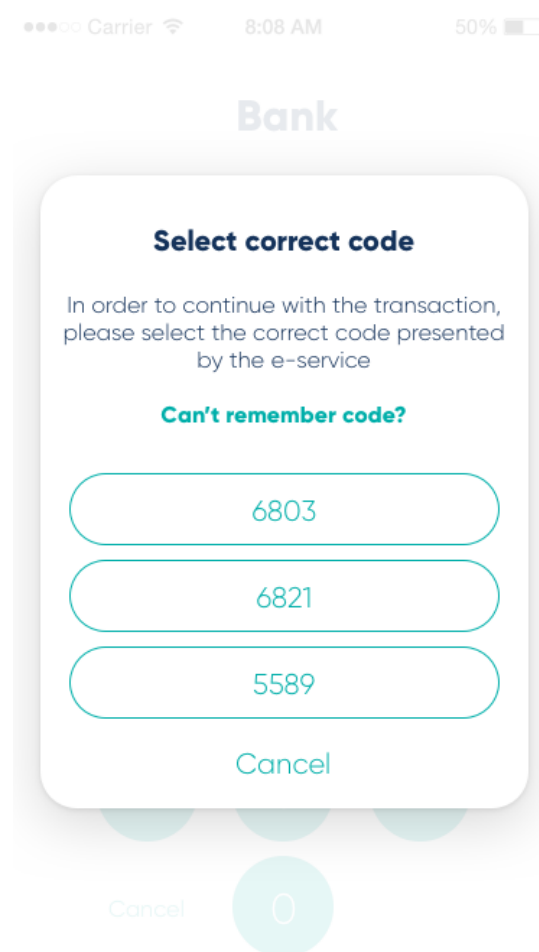 Carrier 8:08 AM 50%
Bank
Select correct code
In order to continue with the transaction,
please select the correct code presented
by the e-service
Can't remember code?
6803
6821
5589
Cancel
Cancel 0